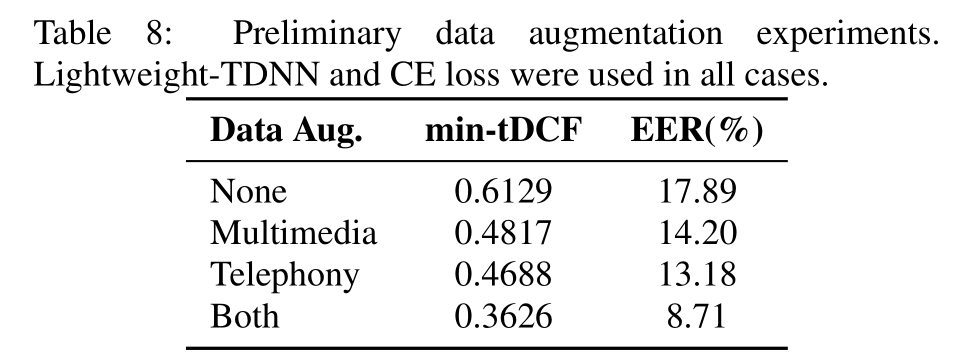 Table 8: Preliminary data augmentation experiments.
Lightweight-TDNN and CE loss were used in all cases.
Data Aug. min-tDCF EER(%)
None 0.6129 17.89
Multimedia 0.4817 14.20
Telephony 0.4688 13.18
Both 0.3626 8.71